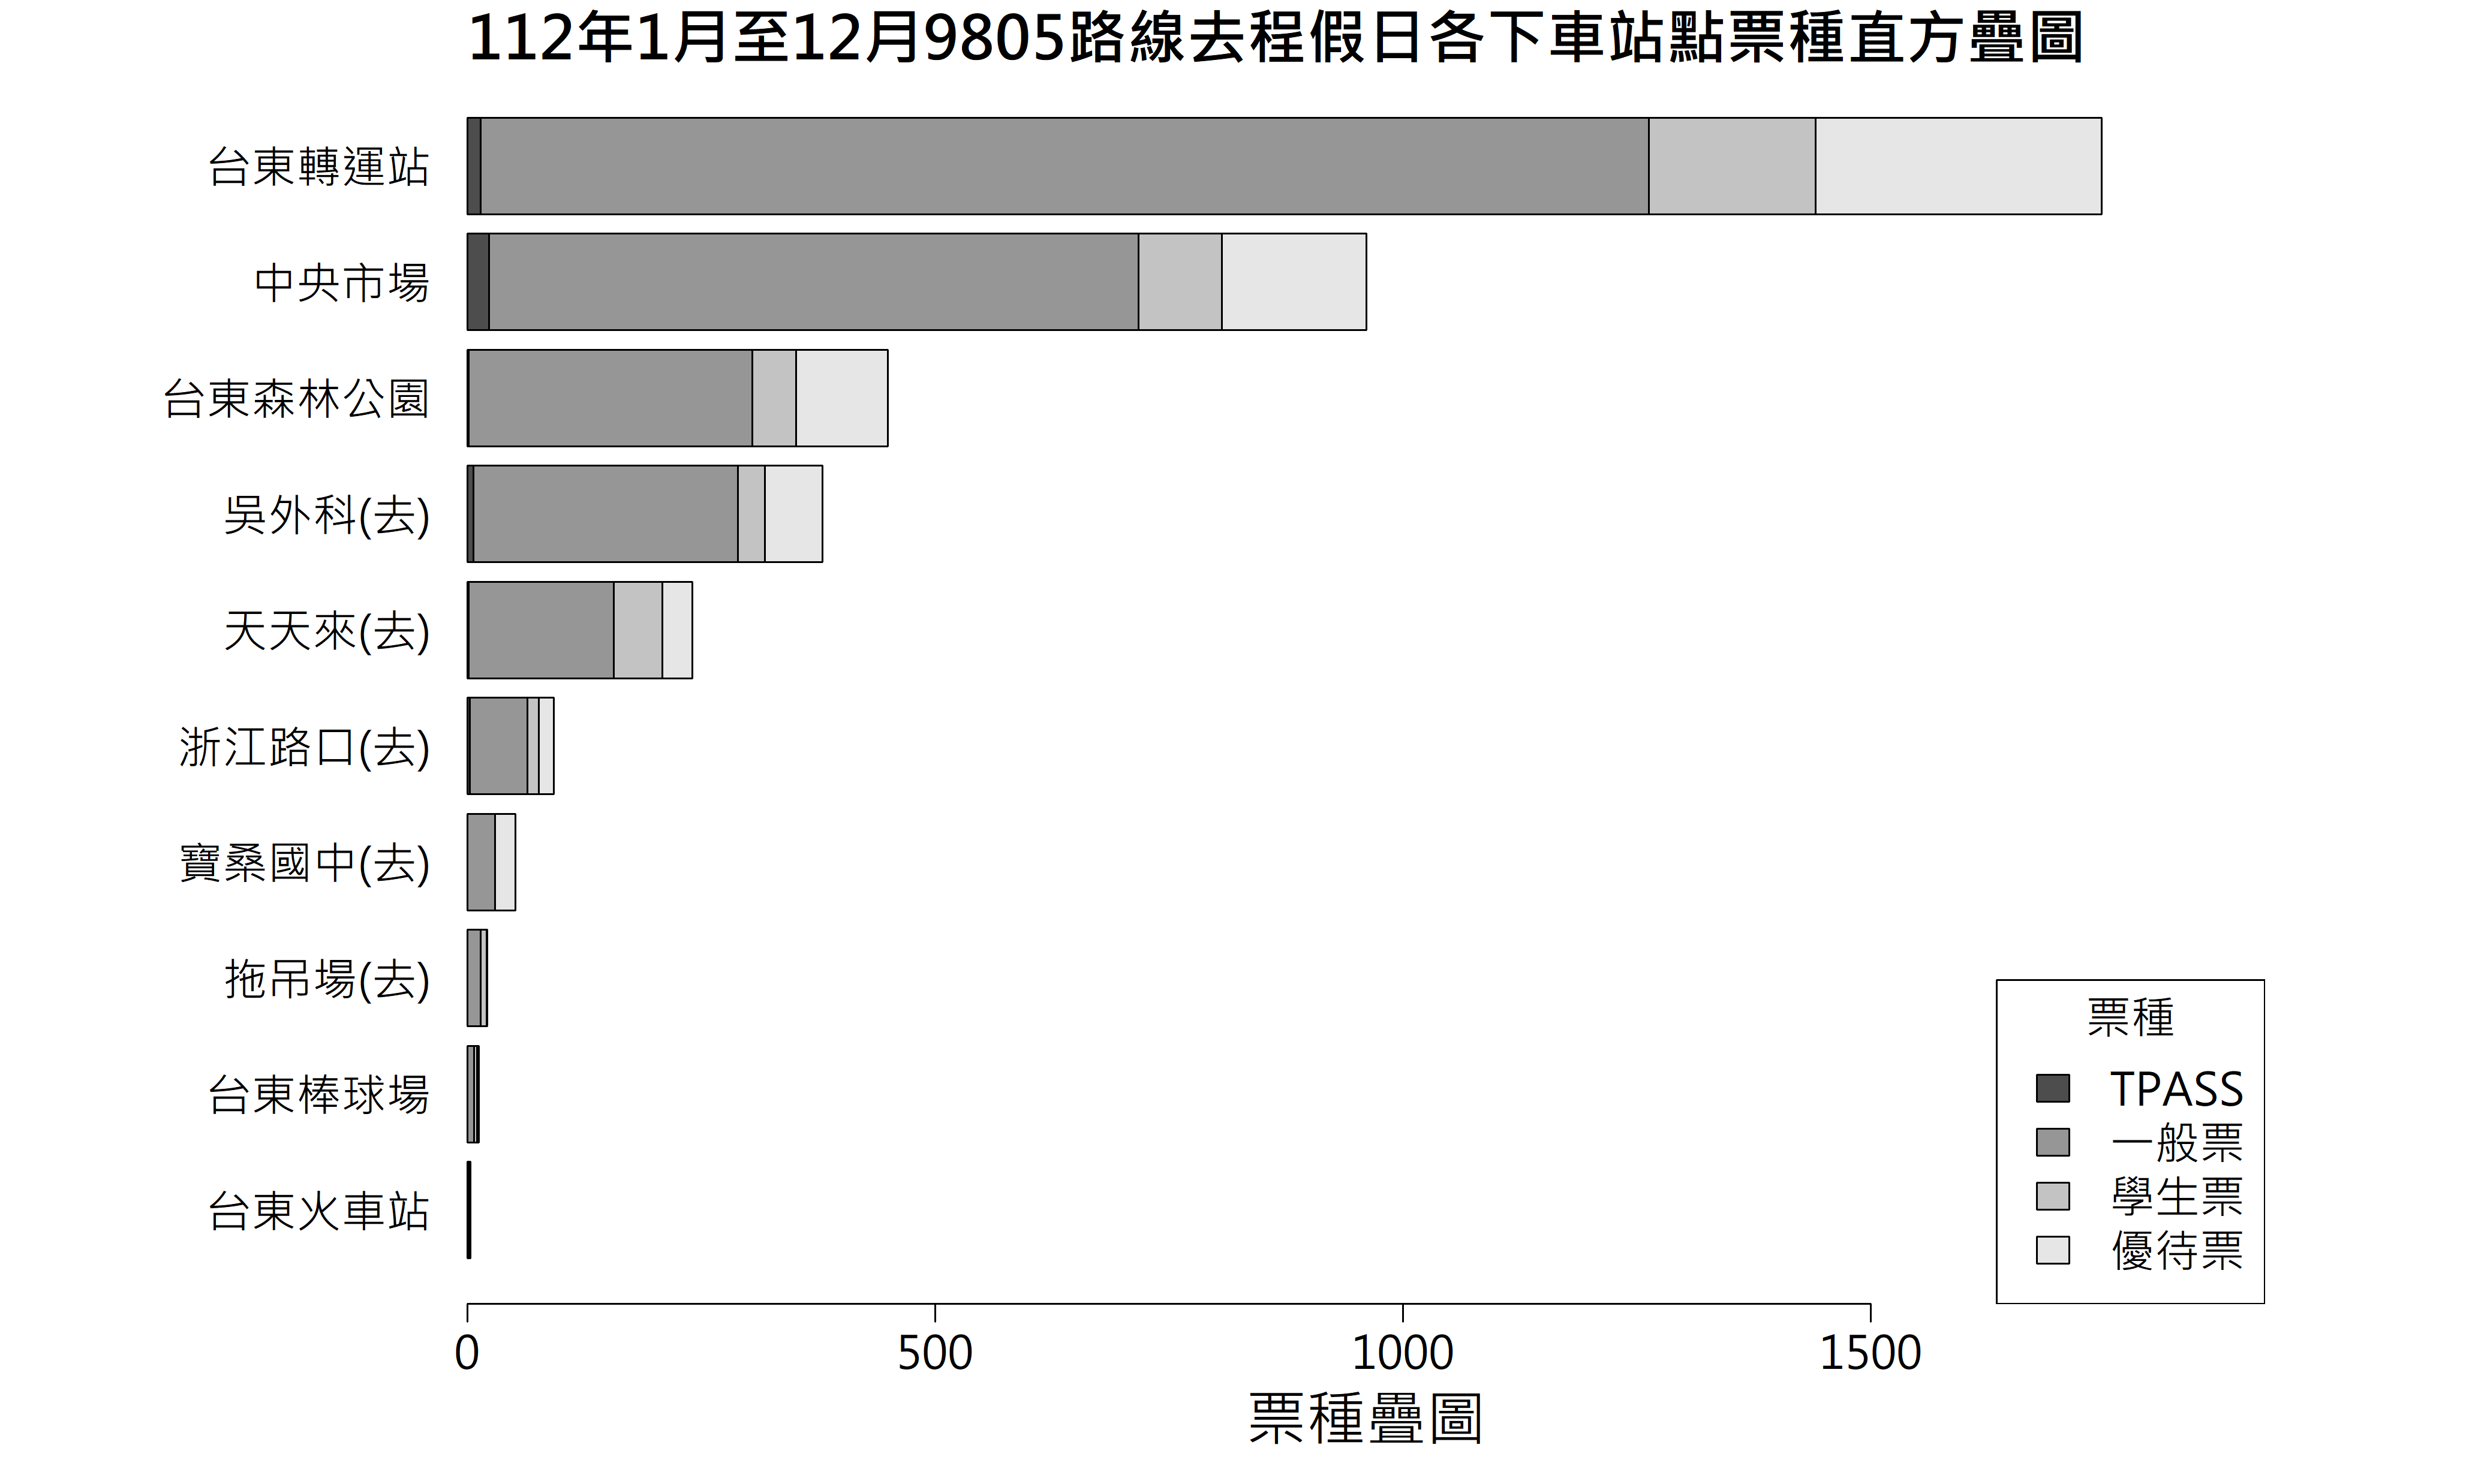 112年1月至12月9805路線去程假日各下車站點票種直方疊圖
台東轉運站
中央市場
台東森林公園
吳外科(去)
天天來(去)
浙江路口(去)
寶桑國中(去)
拖吊場(去)
台東棒球場
台東火車站
票種
TPASS
一般票
學生票
優待票
0 500 1000 1500
票種疊圖